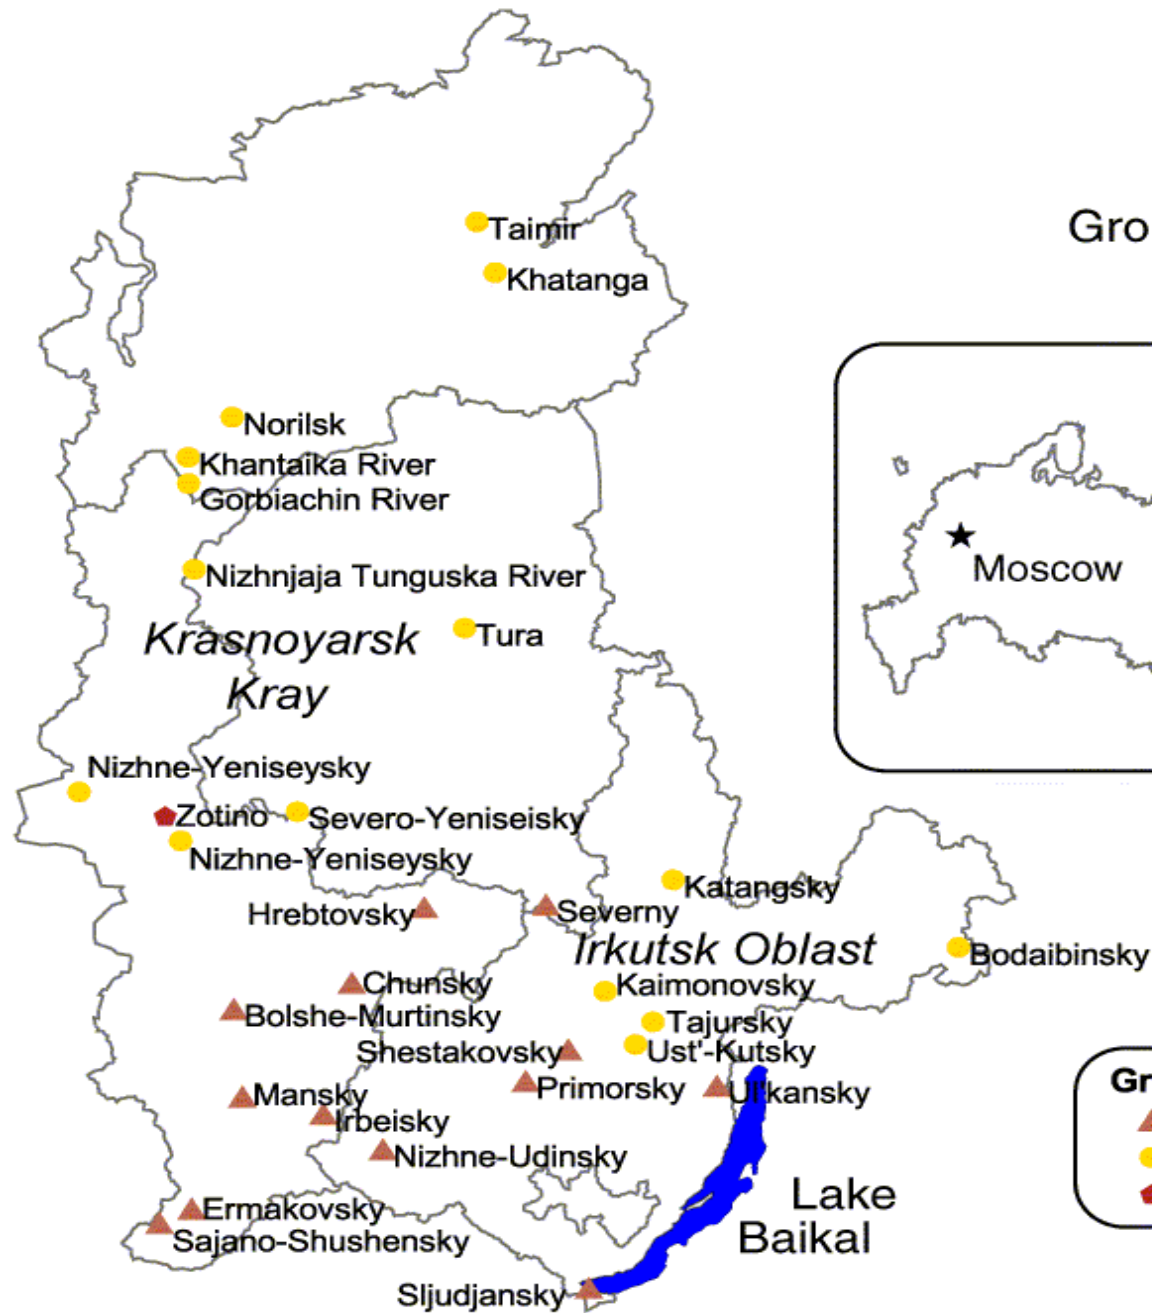 Taimir
Gro
Khatanga
Norilsk
Khantaika River
Gorbiachin River
Moscow
Nizhnjaja Tunguska River
Krasnoyarsk
Tura
Kray
Nizhne-Yeniseysky
Zotino
Severo-Yeniseisky
Nizhne-Yeniseysky
Katangsky
Hrebtovsky
Severny
Irkutsk Oblast
Bodaibinsky
Chunsky
Kaimonovsky
Bolshe-Murtinsky
Tajursky
Shestakovsky
Ust'-Kutsky
Gr
Primorsky
Ul'kansky
Mansky
Irbeisky
Nizhne-Udinsky
Lake
Baikal
Ermakovsky
Sajano-Shushensky
Sljudjansky